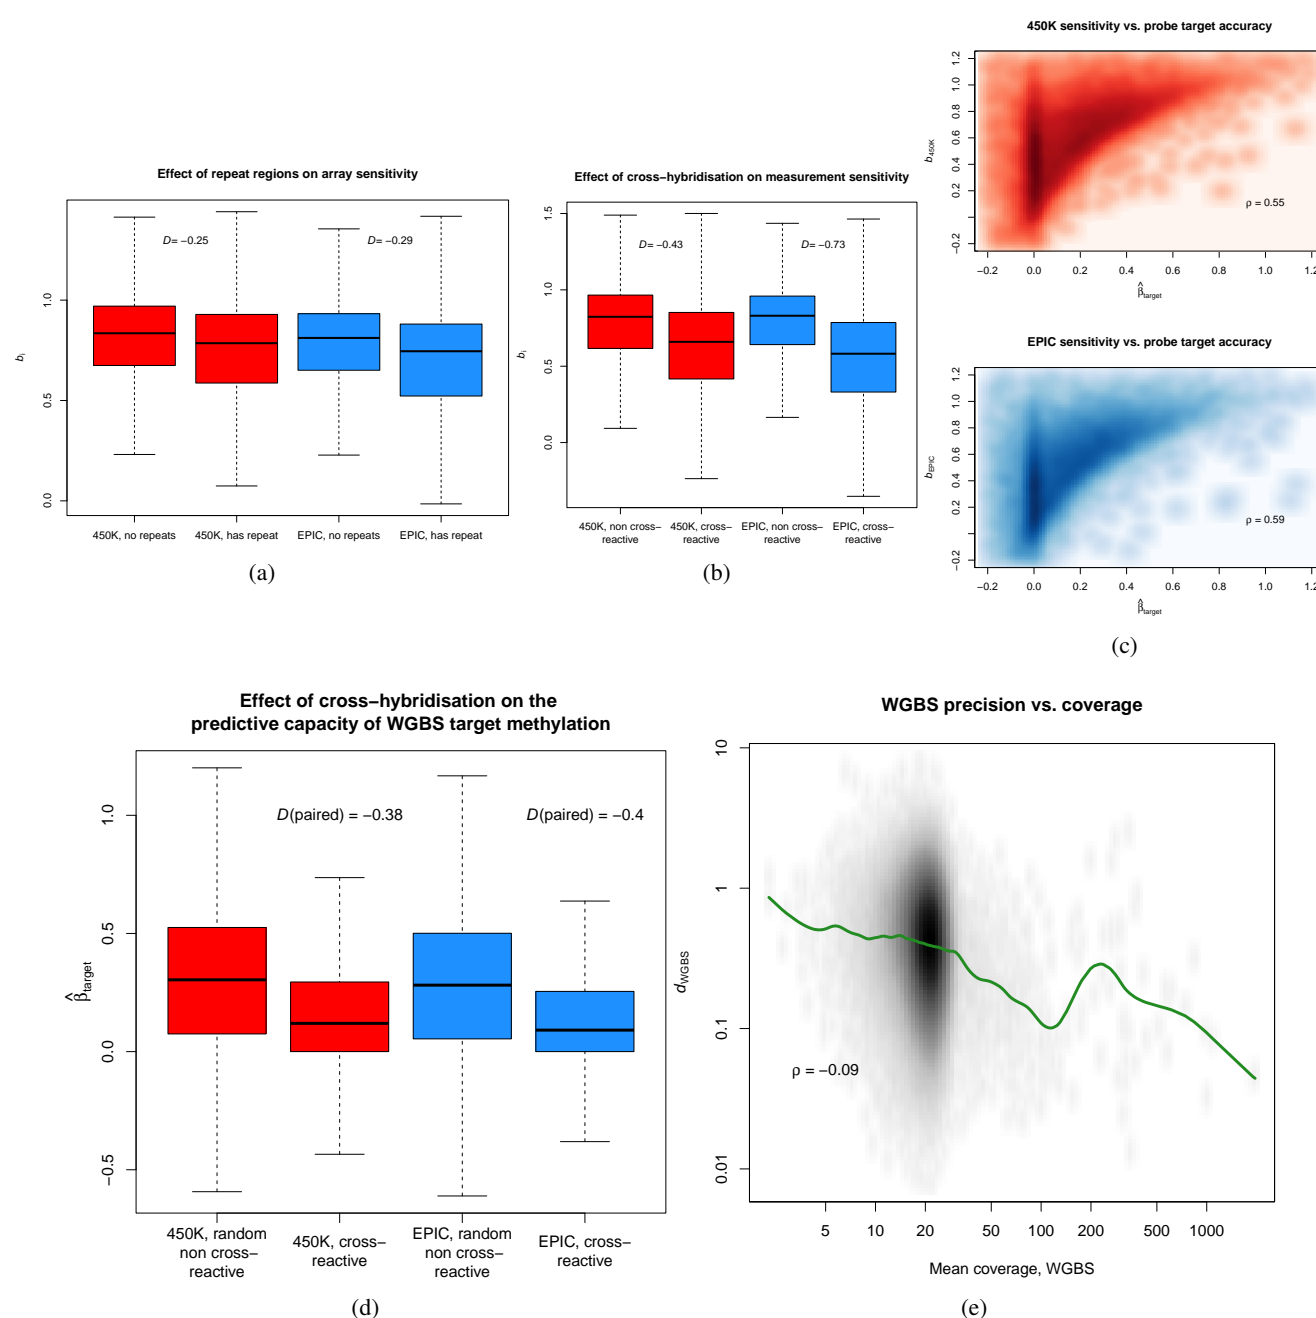 Effect of repeat regions on array sensitivity
D= −0.25
D= −0.29
1.0
0.5
0.0
bi
450K, no repeats
450K, has repeat
EPIC, no repeats
EPIC, has repeat
(a)
Effect of cross−hybridisation on measurement sensitivity
D= −0.43
D= −0.73
1.5
1.0
0.5
0.0
bi
450K, non cross−
reactive
450K, cross−
reactive
EPIC, non cross−
reactive
EPIC, cross−
reactive
(b)
450K sensitivity vs. probe target accuracy
1.2
1.0
0.8
0.6
0.4
0.2
−0.2
b450K
ρ = 0.55
−0.2 0.0 0.2 0.4 0.6 0.8 1.0 1.2
β̂target
EPIC sensitivity vs. probe target accuracy
1.2
1.0
0.8
0.6
0.4
0.2
−0.2
bEPIC
ρ = 0.59
−0.2 0.0 0.2 0.4 0.6 0.8 1.0 1.2
β̂target
(c)
Effect of cross−hybridisation on the
predictive capacity of WGBS target methylation
D(paired) = −0.38
D(paired) = −0.4
1.0
0.5
0.0
−0.5
β̂target
450K, random
non cross−
reactive
450K, cross−
reactive
EPIC, random
non cross−
reactive
EPIC, cross−
reactive
(d)
WGBS precision vs. coverage
10
1
0.1
0.01
dWGBS
ρ = −0.09
5 10 20 50 100 200 500 1000
Mean coverage, WGBS
(e)